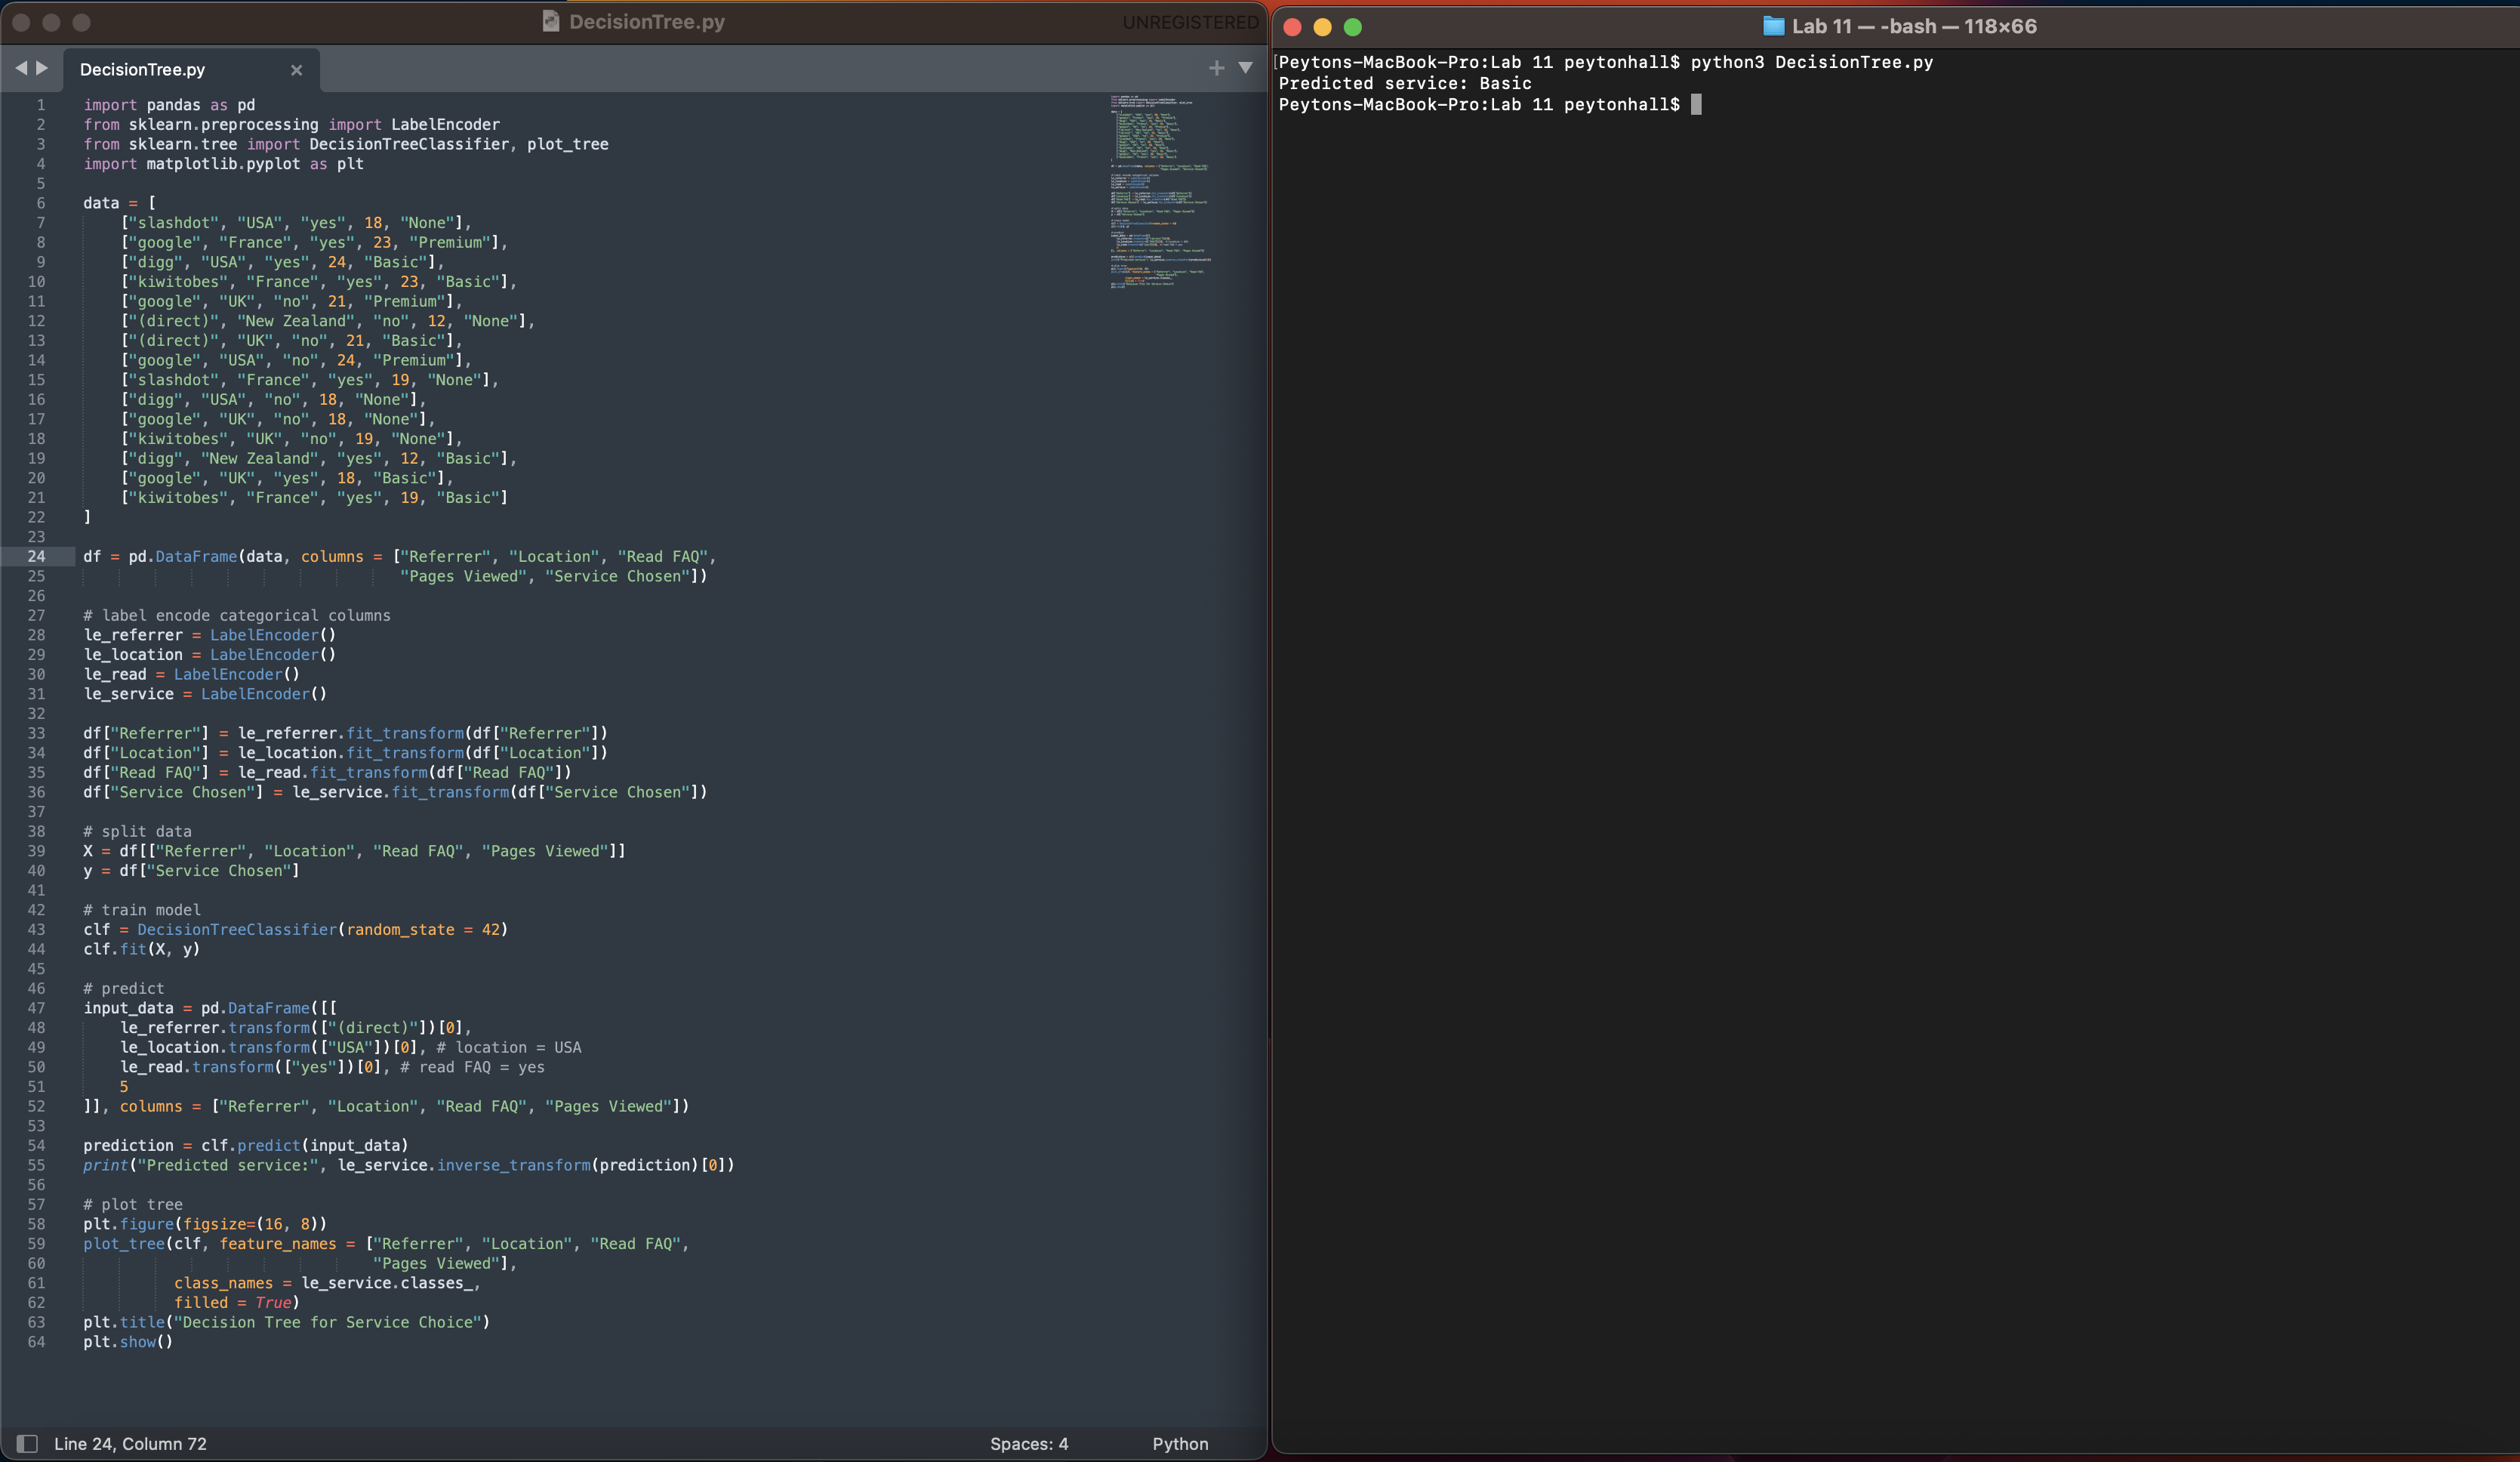 DecisionTree.py
UNREGISTERED
DecisionTree.py
1 import pandas as pd
2 from sklearn.preprocessing import LabelEncoder
3 from sklearn.tree import DecisionTreeClassifier, plot_tree
4 import matplotlib.pyplot as plt
5
6 data = [
7     ["slashdot", "USA", "yes", 18, "None"],
8     ["google", "France", "yes", 23, "Premium"],
9     ["digg", "USA", "yes", 24, "Basic"],
10     ["kiwitobes", "France", "yes", 23, "Basic"],
11     ["google", "UK", "no", 21, "Premium"],
12     ["(direct)", "New Zealand", "no", 12, "None"],
13     ["(direct)", "UK", "no", 21, "Basic"],
14     ["google", "USA", "no", 24, "Premium"],
15     ["slashdot", "France", "yes", 19, "None"],
16     ["digg", "USA", "no", 18, "None"],
17     ["google", "UK", "no", 18, "None"],
18     ["kiwitobes", "UK", "no", 19, "None"],
19     ["digg", "New Zealand", "yes", 12, "Basic"],
20     ["google", "UK", "yes", 18, "Basic"],
21     ["kiwitobes", "France", "yes", 19, "Basic"]
22 ]
23
24 df = pd.DataFrame(data, columns = ["Referrer", "Location", "Read FAQ",
25                                    "Pages Viewed", "Service Chosen"])
26
27 # label encode categorical columns
28 le_referrer = LabelEncoder()
29 le_location = LabelEncoder()
30 le_read = LabelEncoder()
31 le_service = LabelEncoder()
32
33 df["Referrer"] = le_referrer.fit_transform(df["Referrer"])
34 df["Location"] = le_location.fit_transform(df["Location"])
35 df["Read FAQ"] = le_read.fit_transform(df["Read FAQ"])
36 df["Service Chosen"] = le_service.fit_transform(df["Service Chosen"])
37
38 # split data
39 X = df[["Referrer", "Location", "Read FAQ", "Pages Viewed"]]
40 y = df["Service Chosen"]
41
42 # train model
43 clf = DecisionTreeClassifier(random_state = 42)
44 clf.fit(X, y)
45
46 # predict
47 input_data = pd.DataFrame([[
48     le_referrer.transform(["(direct)"])[0],
49     le_location.transform(["USA"])[0], # location = USA
50     le_read.transform(["yes"])[0], # read FAQ = yes
51     5
52 ]], columns = ["Referrer", "Location", "Read FAQ", "Pages Viewed"])
53
54 prediction = clf.predict(input_data)
55 print("Predicted service:", le_service.inverse_transform(prediction)[0])
56
57 # plot tree
58 plt.figure(figsize=(16, 8))
59 plot_tree(clf, feature_names = ["Referrer", "Location", "Read FAQ",
60                                 "Pages Viewed"],
61           class_names = le_service.classes_,
62           filled = True)
63 plt.title("Decision Tree for Service Choice")
64 plt.show()
Line 24, Column 72
Spaces: 4
Python
Lab 11 — -bash — 118×66
[Peytons-MacBook-Pro:Lab 11 peytonhall$ python3 DecisionTree.py
Predicted service: Basic
Peytons-MacBook-Pro:Lab 11 peytonhall$